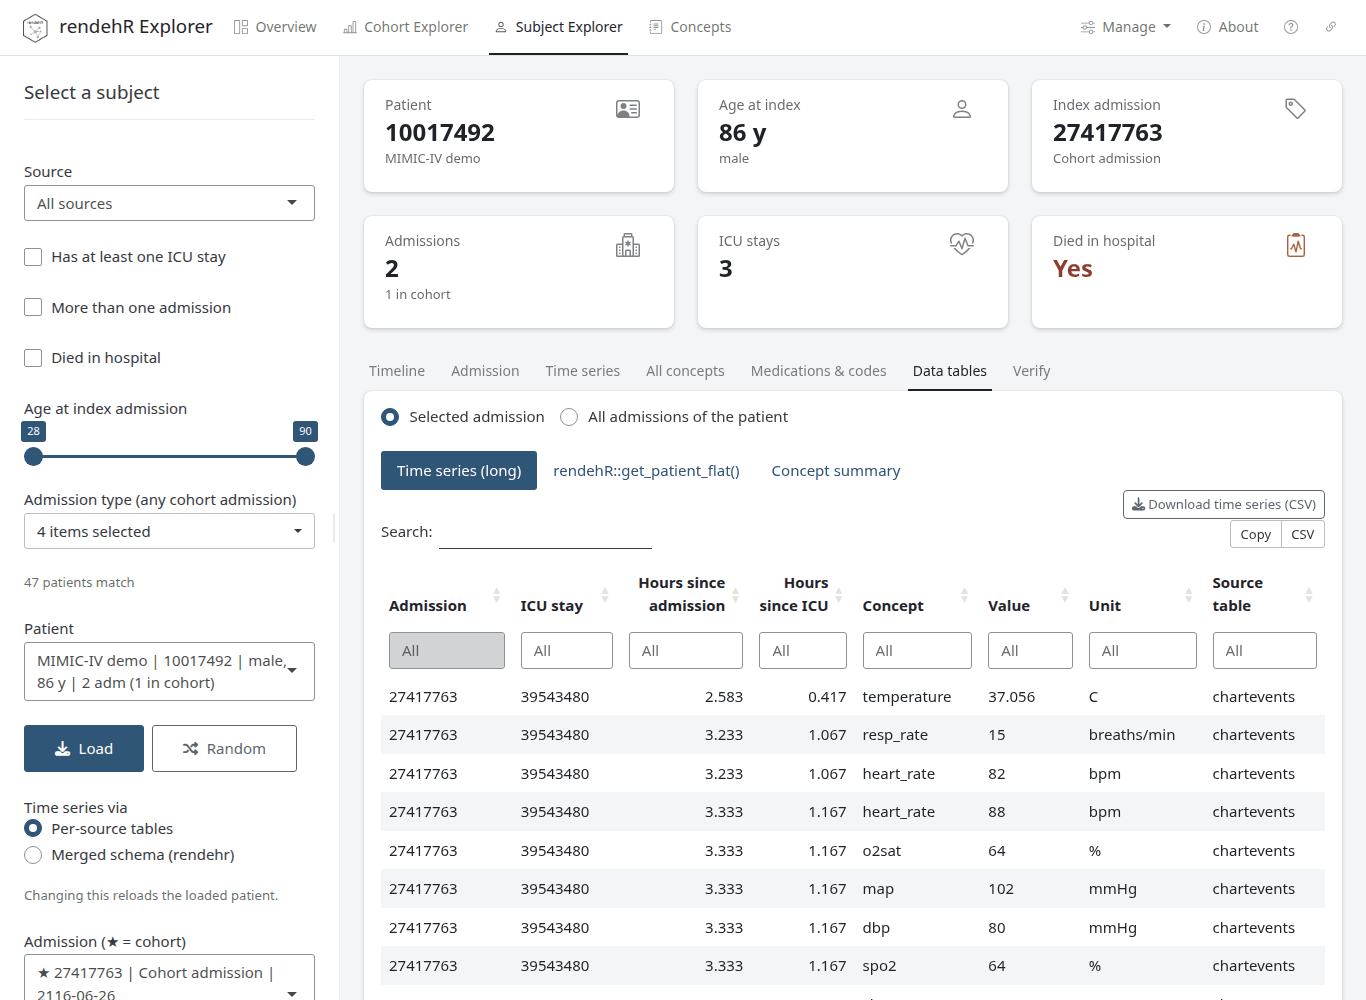 rendehR Explorer
Overview
Cohort Explorer
Subject Explorer
Concepts
Manage
About
Select a subject
Source
All sources
Has at least one ICU stay
More than one admission
Died in hospital
Age at index admission
28
90
Admission type (any cohort admission)
4 items selected
47 patients match
Patient
MIMIC-IV demo | 10017492 | male,
86 y | 2 adm (1 in cohort)
Load
Random
Time series via
Per-source tables
Merged schema (rendehr)
Changing this reloads the loaded patient.
Admission (★ = cohort)
★ 27417763 | Cohort admission |
2116-06-26
Patient
10017492
MIMIC-IV demo
Age at index
86 y
male
Index admission
27417763
Cohort admission
Admissions
2
1 in cohort
ICU stays
3
Died in hospital
Yes
Timeline
Admission
Time series
All concepts
Medications & codes
Data tables
Verify
Selected admission
All admissions of the patient
Time series (long)
rendehR::get_patient_flat()
Concept summary
Download time series (CSV)
Search:
Copy
CSV
Admission ICU stay Hours since admission Hours since ICU Concept Value Unit Source table
All All All All All All All All
27417763 39543480 2.583 0.417 temperature 37.056 C chartevents
27417763 39543480 3.233 1.067 resp_rate 15 breaths/min chartevents
27417763 39543480 3.233 1.067 heart_rate 82 bpm chartevents
27417763 39543480 3.333 1.167 heart_rate 88 bpm chartevents
27417763 39543480 3.333 1.167 o2sat 64 % chartevents
27417763 39543480 3.333 1.167 map 102 mmHg chartevents
27417763 39543480 3.333 1.167 dbp 80 mmHg chartevents
27417763 39543480 3.333 1.167 spo2 64 % chartevents